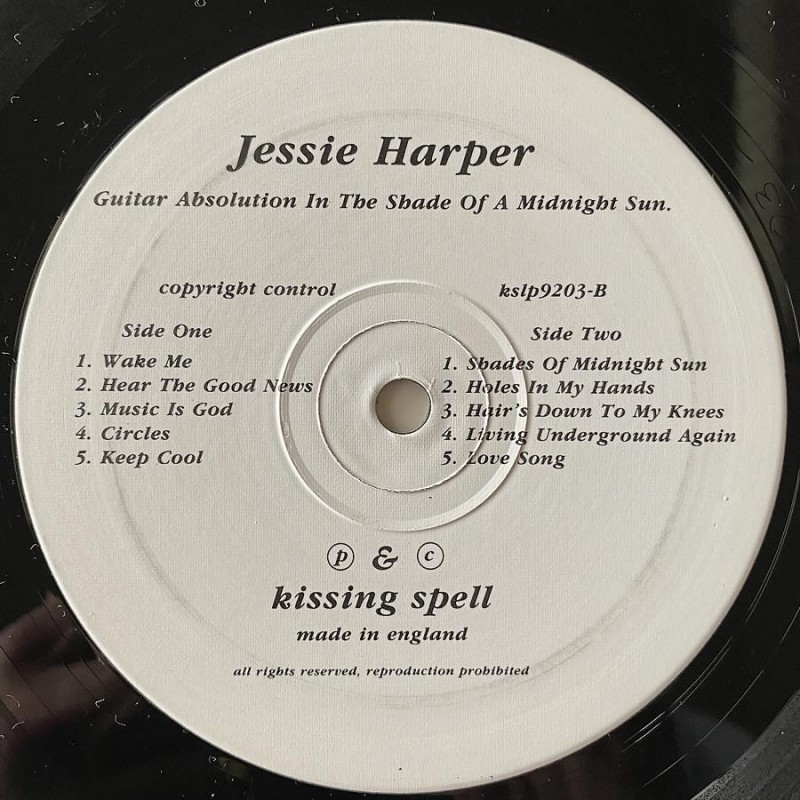 Jessie Harper
Guitar Absolution In The Shade Of A Midnight Sun.
copyright control
kslp9203-B
Side One
1. Wake Me
2. Hear The Good News
3. Music Is God
4. Circles
5. Keep Cool
Side Two
1. Shades Of Midnight Sun
2. Holes In My Hands
3. Hair's Down To My Knees
4. Living Underground Again
5. Love Song
p & c
kissing spell
made in england
all rights reserved, reproduction prohibited